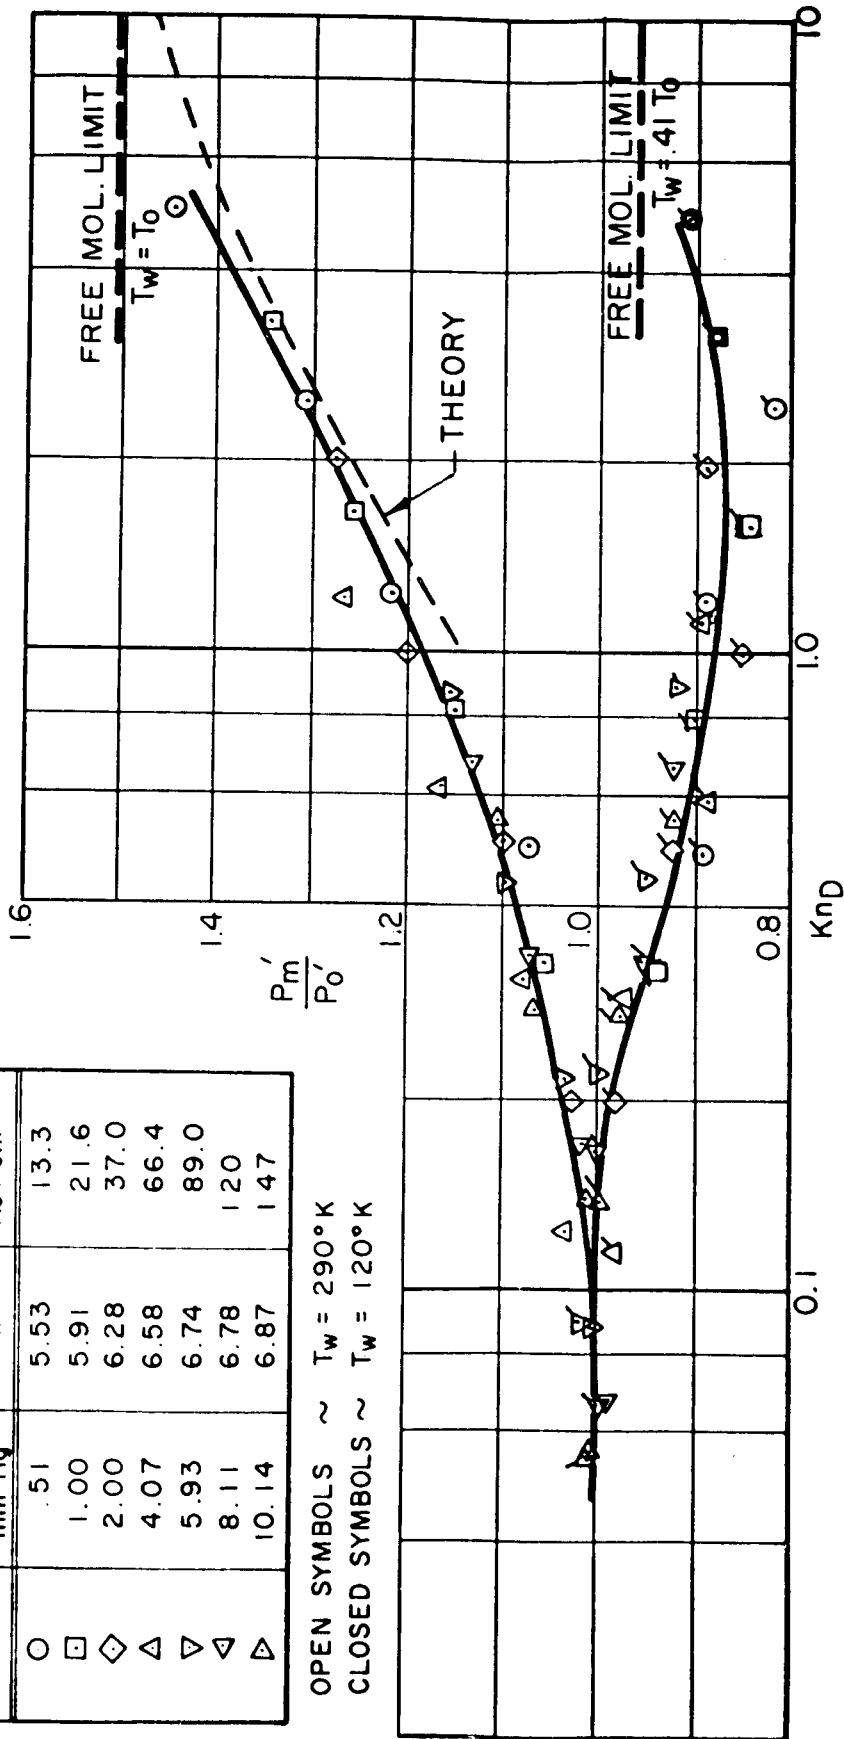 mm Hg
.51 5.53 13.3
1.00 5.91 21.6
2.00 6.28 37.0
4.07 6.58 66.4
5.93 6.74 89.0
8.11 6.78 120
10.14 6.87 147
OPEN SYMBOLS ~ Tw = 290°K
CLOSED SYMBOLS ~ Tw = 120°K
1.6
1.4
1.2
1.0
0.8
Pm'
Po'
FREE MOL. LIMIT
Tw = To
THEORY
FREE MOL. LIMIT
Tw = .41 To
0.1
1.0
10
KnD